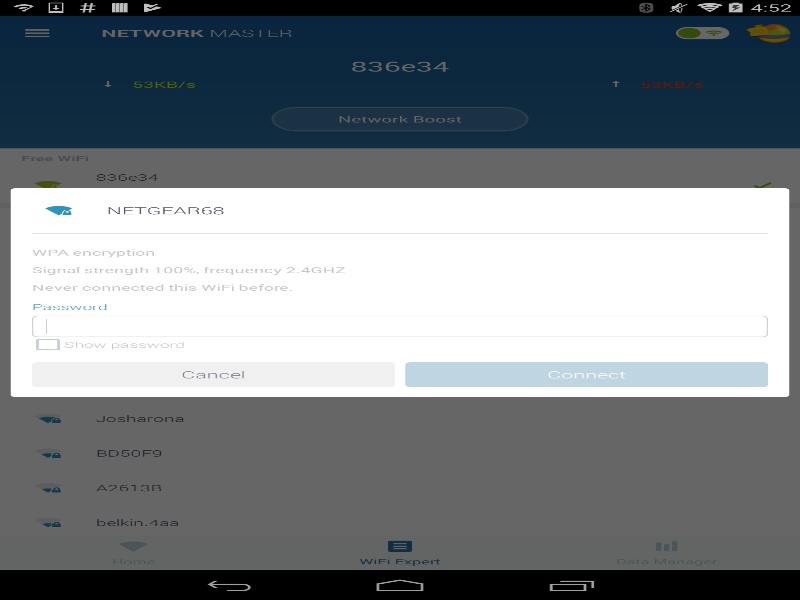 4:52
NETWORK MASTER
836e34
↓ 53KB/s
↑ 53KB/s
Network Boost
Free WiFi
836e34
NETGEAR68
WPA encryption
Signal strength 100%, frequency 2.4GHZ
Never connected this WiFi before.
Password
Show password
Cancel
Connect
Josharona
BD50F9
A2613B
belkin.4aa
Home
WiFi Expert
Data Manager